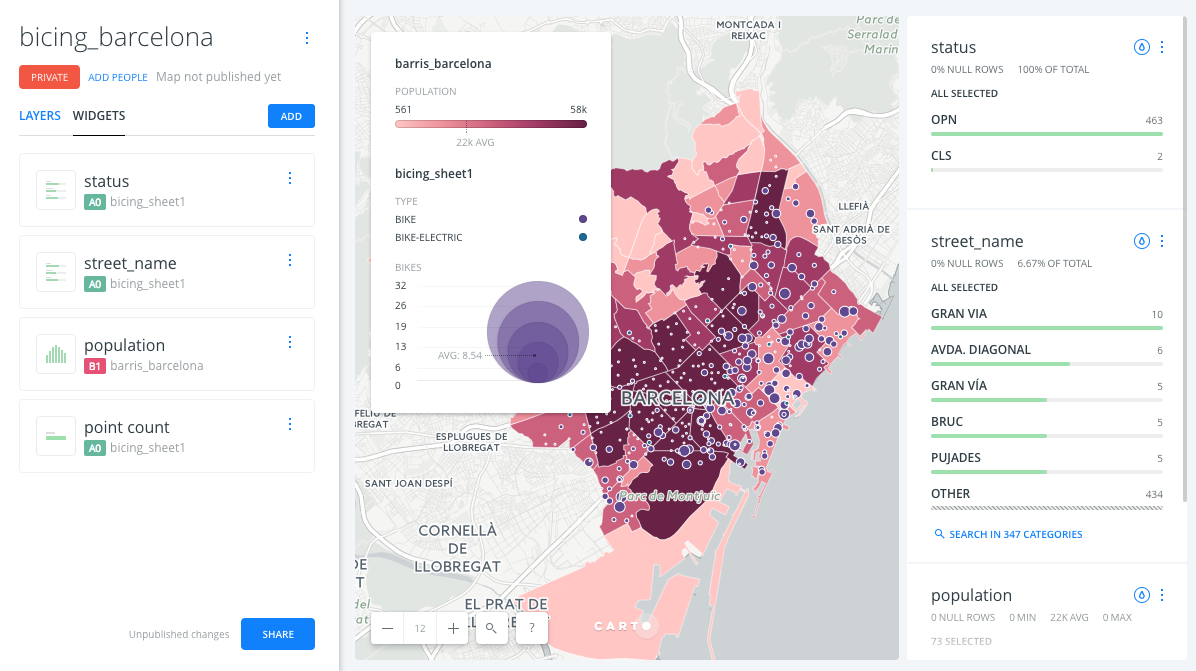 bicing_barcelona
PRIVATE
ADD PEOPLE
Map not published yet
LAYERS
WIDGETS
ADD
status
A0 bicing_sheet1
street_name
A0 bicing_sheet1
population
B1 barris_barcelona
point count
A0 bicing_sheet1
Unpublished changes
SHARE
barris_barcelona
POPULATION
561 58k
22k AVG
bicing_sheet1
TYPE
BIKE
BIKE-ELECTRIC
BIKES
32
26
19
13
AVG: 8.54
6
0
MONTCADA I
REIXAC
Parc de
Serralad
Marin
LLEFIÀ
SANT ADRIÀ DE
BESÒS
BARCELONA
FELIU DE
BREGAT
ESPLUGUES DE
LLOBREGAT
SANT JOAN DESPÍ
Parc de Montjuïc
CORNELLÀ
DE
LLOBREGAT
DE
T
del
EL PRAT DE
12
?
CARTO
status
0% NULL ROWS 100% OF TOTAL
ALL SELECTED
OPN 463
CLS 2
street_name
0% NULL ROWS 6.67% OF TOTAL
ALL SELECTED
GRAN VIA 10
AVDA. DIAGONAL 6
GRAN VÍA 5
BRUC 5
PUJADES 5
OTHER 434
SEARCH IN 347 CATEGORIES
population
0 NULL ROWS 0 MIN 22K AVG 0 MAX
73 SELECTED